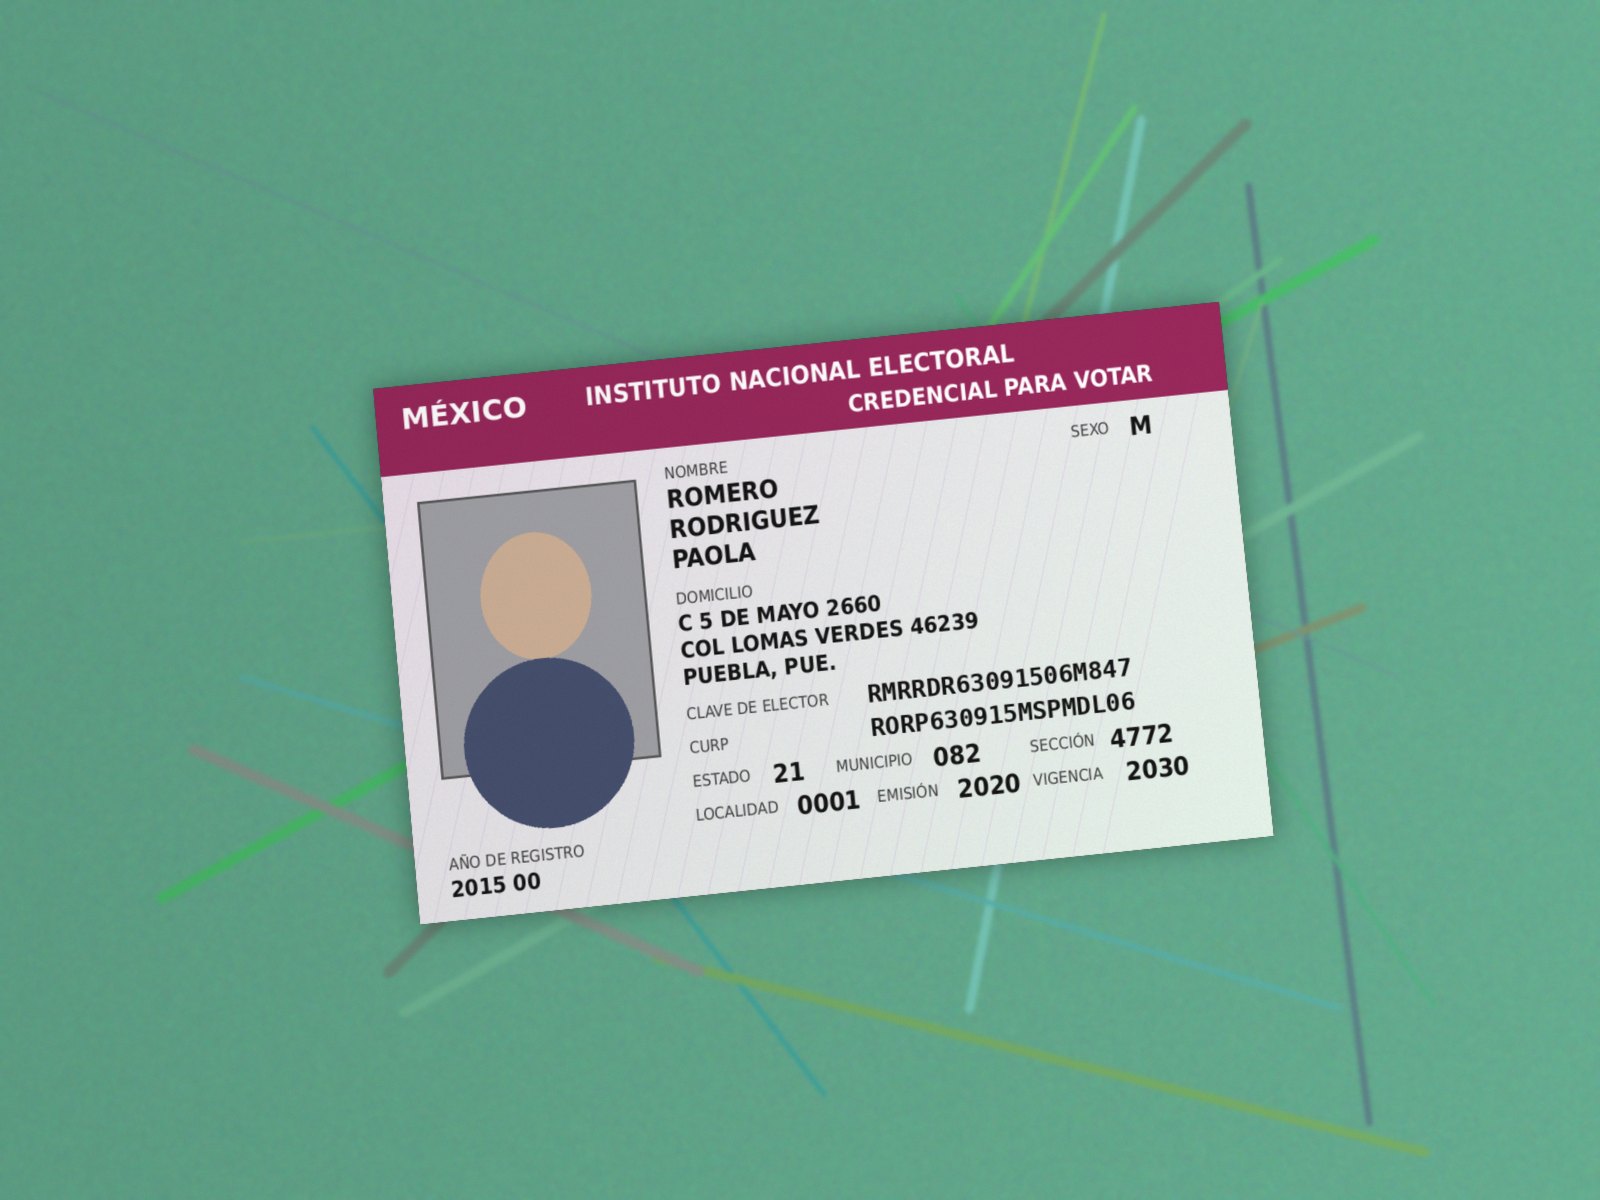 MÉXICO
INSTITUTO NACIONAL ELECTORAL
CREDENCIAL PARA VOTAR
SEXO M
NOMBRE
ROMERO
RODRIGUEZ
PAOLA
DOMICILIO
C 5 DE MAYO 2660
COL LOMAS VERDES 46239
PUEBLA, PUE.
CLAVE DE ELECTOR RMRRDR63091506M847
CURP RORP630915MSPMDL06
ESTADO 21 MUNICIPIO 082 SECCIÓN 4772
LOCALIDAD 0001 EMISIÓN 2020 VIGENCIA 2030
AÑO DE REGISTRO
2015 00